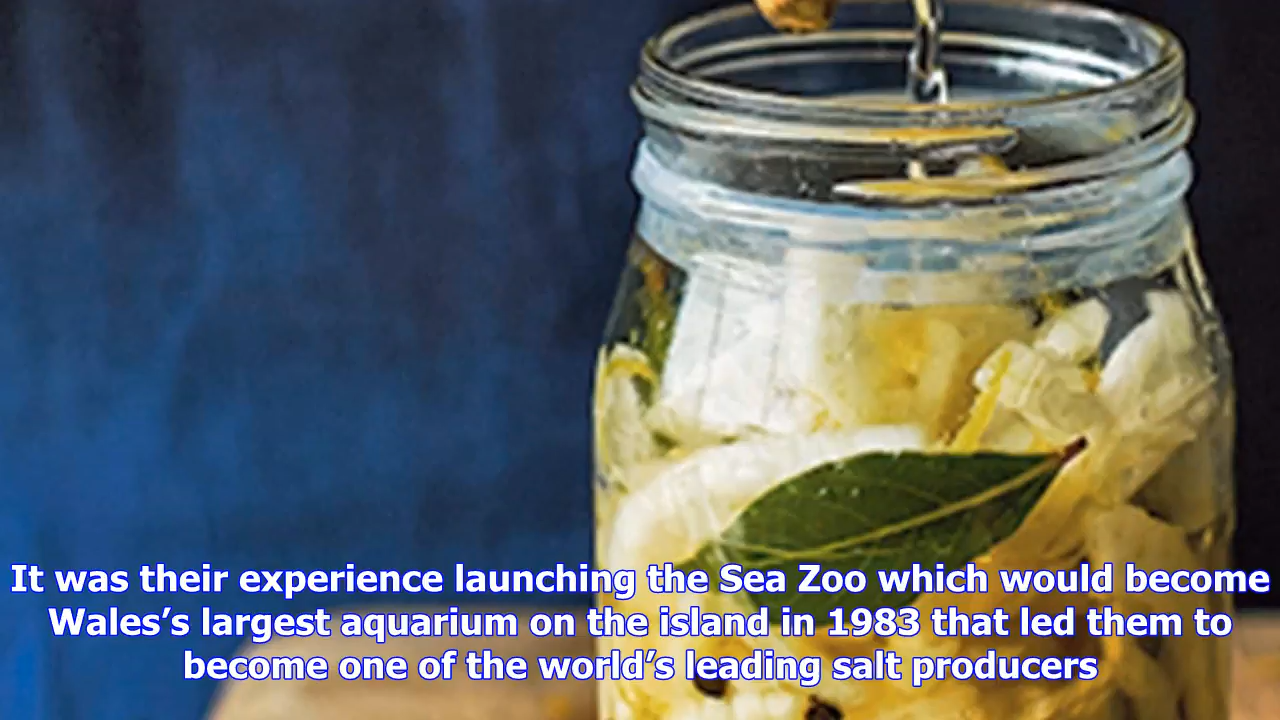 It was their experience launching the Sea Zoo which would become
Wales’s largest aquarium on the island in 1983 that led them to
become one of the world’s leading salt producers